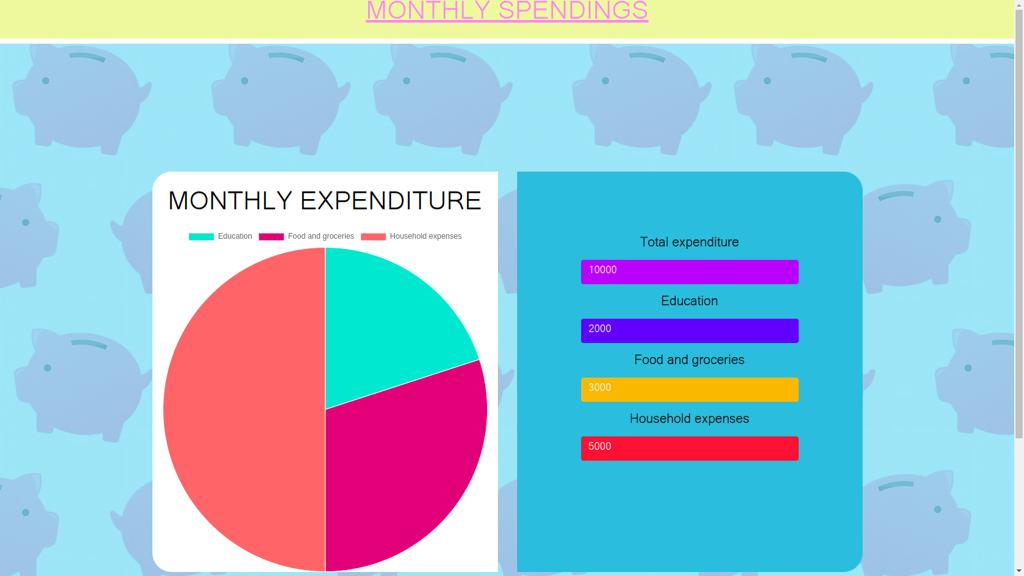 MONTHLY SPENDINGS
MONTHLY EXPENDITURE
Education Food and groceries Household expenses
Total expenditure
10000
Education
2000
Food and groceries
3000
Household expenses
5000